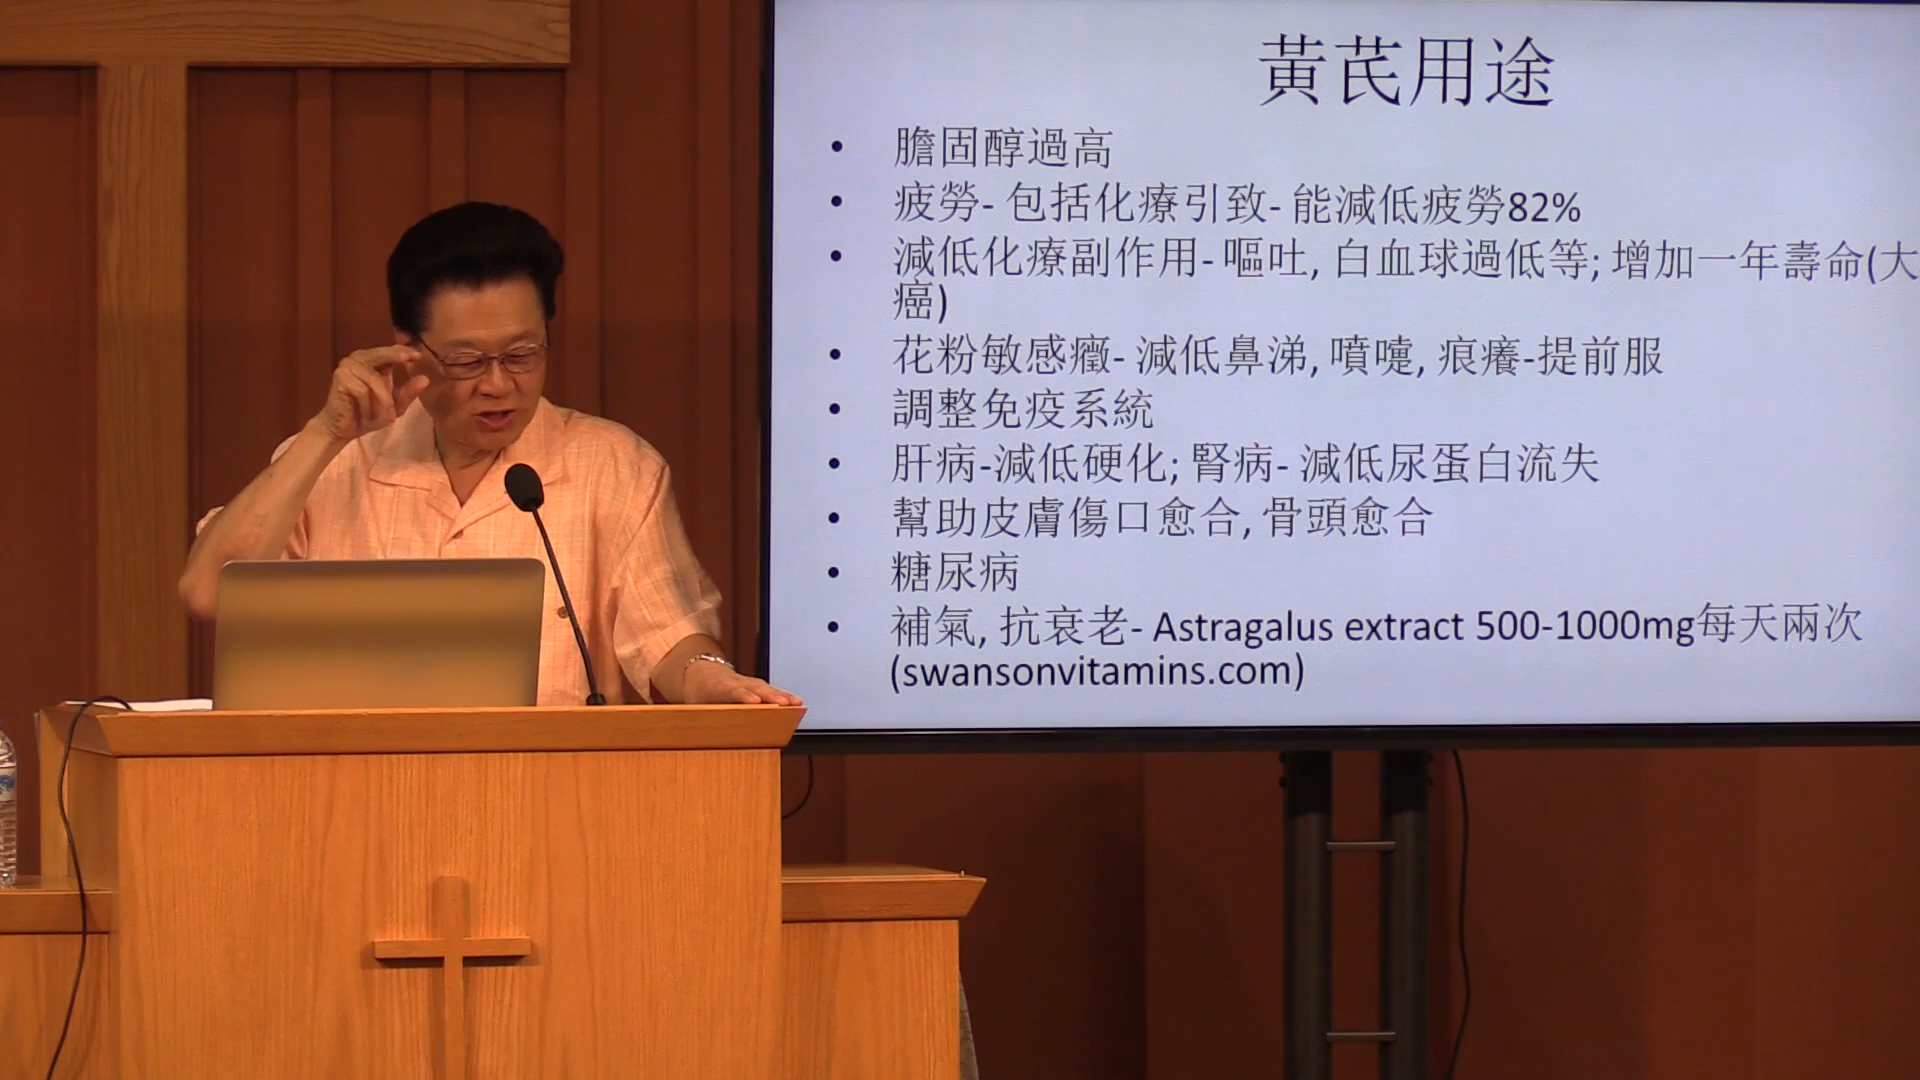 黃芪用途
• 膽固醇過高
• 疲勞- 包括化療引致- 能減低疲勞82%
• 減低化療副作用- 嘔吐, 白血球過低等; 增加一年壽命(大
癌)
• 花粉敏感癥- 減低鼻涕, 噴嚏, 痕癢-提前服
• 調整免疫系統
• 肝病-減低硬化; 腎病- 減低尿蛋白流失
• 幫助皮膚傷口愈合, 骨頭愈合
• 糖尿病
• 補氣, 抗衰老- Astragalus extract 500-1000mg每天兩次
(swansonvitamins.com)